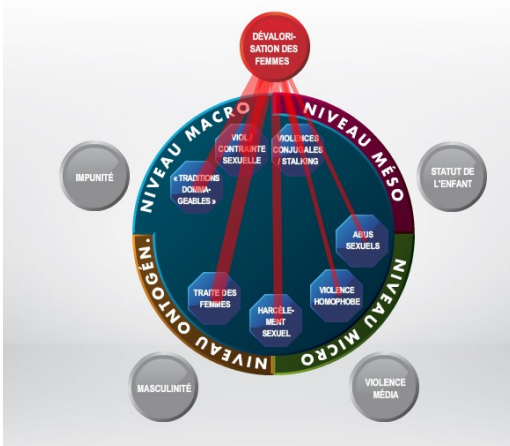 DÉVALORI-
SATION DES
FEMMES
NIVEAU MACRO
NIVEAU MÉSO
VIOL /
CONTRAINTE
SEXUELLE
VIOLENCES
CONJUGALES
/ STALKING
IMPUNITÉ
« TRADITIONS
DOMMA-
GEABLES »
STATUT DE
L'ENFANT
ABUS
SEXUELS
TRAITE DES
FEMMES
HARCÈLE-
MENT
SEXUEL
VIOLENCE
HOMOPHOBE
NIVEAU ONTOGÉN.
NIVEAU MICRO
MASCULINITÉ
VIOLENCE
MÉDIA